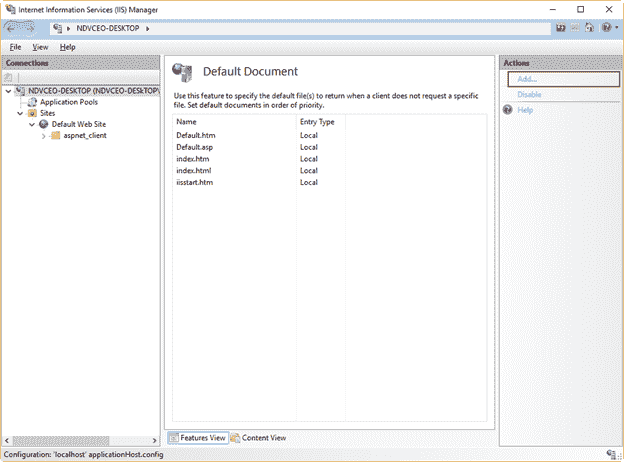 Internet Information Services (IIS) Manager
NDVCEO-DESKTOP
File View Help
Connections
NDVCEO-DESKTOP (NDVCEO-DESKTOP\
Application Pools
Sites
Default Web Site
aspnet_client
Default Document
Use this feature to specify the default file(s) to return when a client does not request a specific
file. Set default documents in order of priority.
Name Entry Type
Default.htm Local
Default.asp Local
index.htm Local
index.html Local
iisstart.htm Local
Features View Content View
Actions
Add...
Disable
Help
Configuration: 'localhost' applicationHost.config